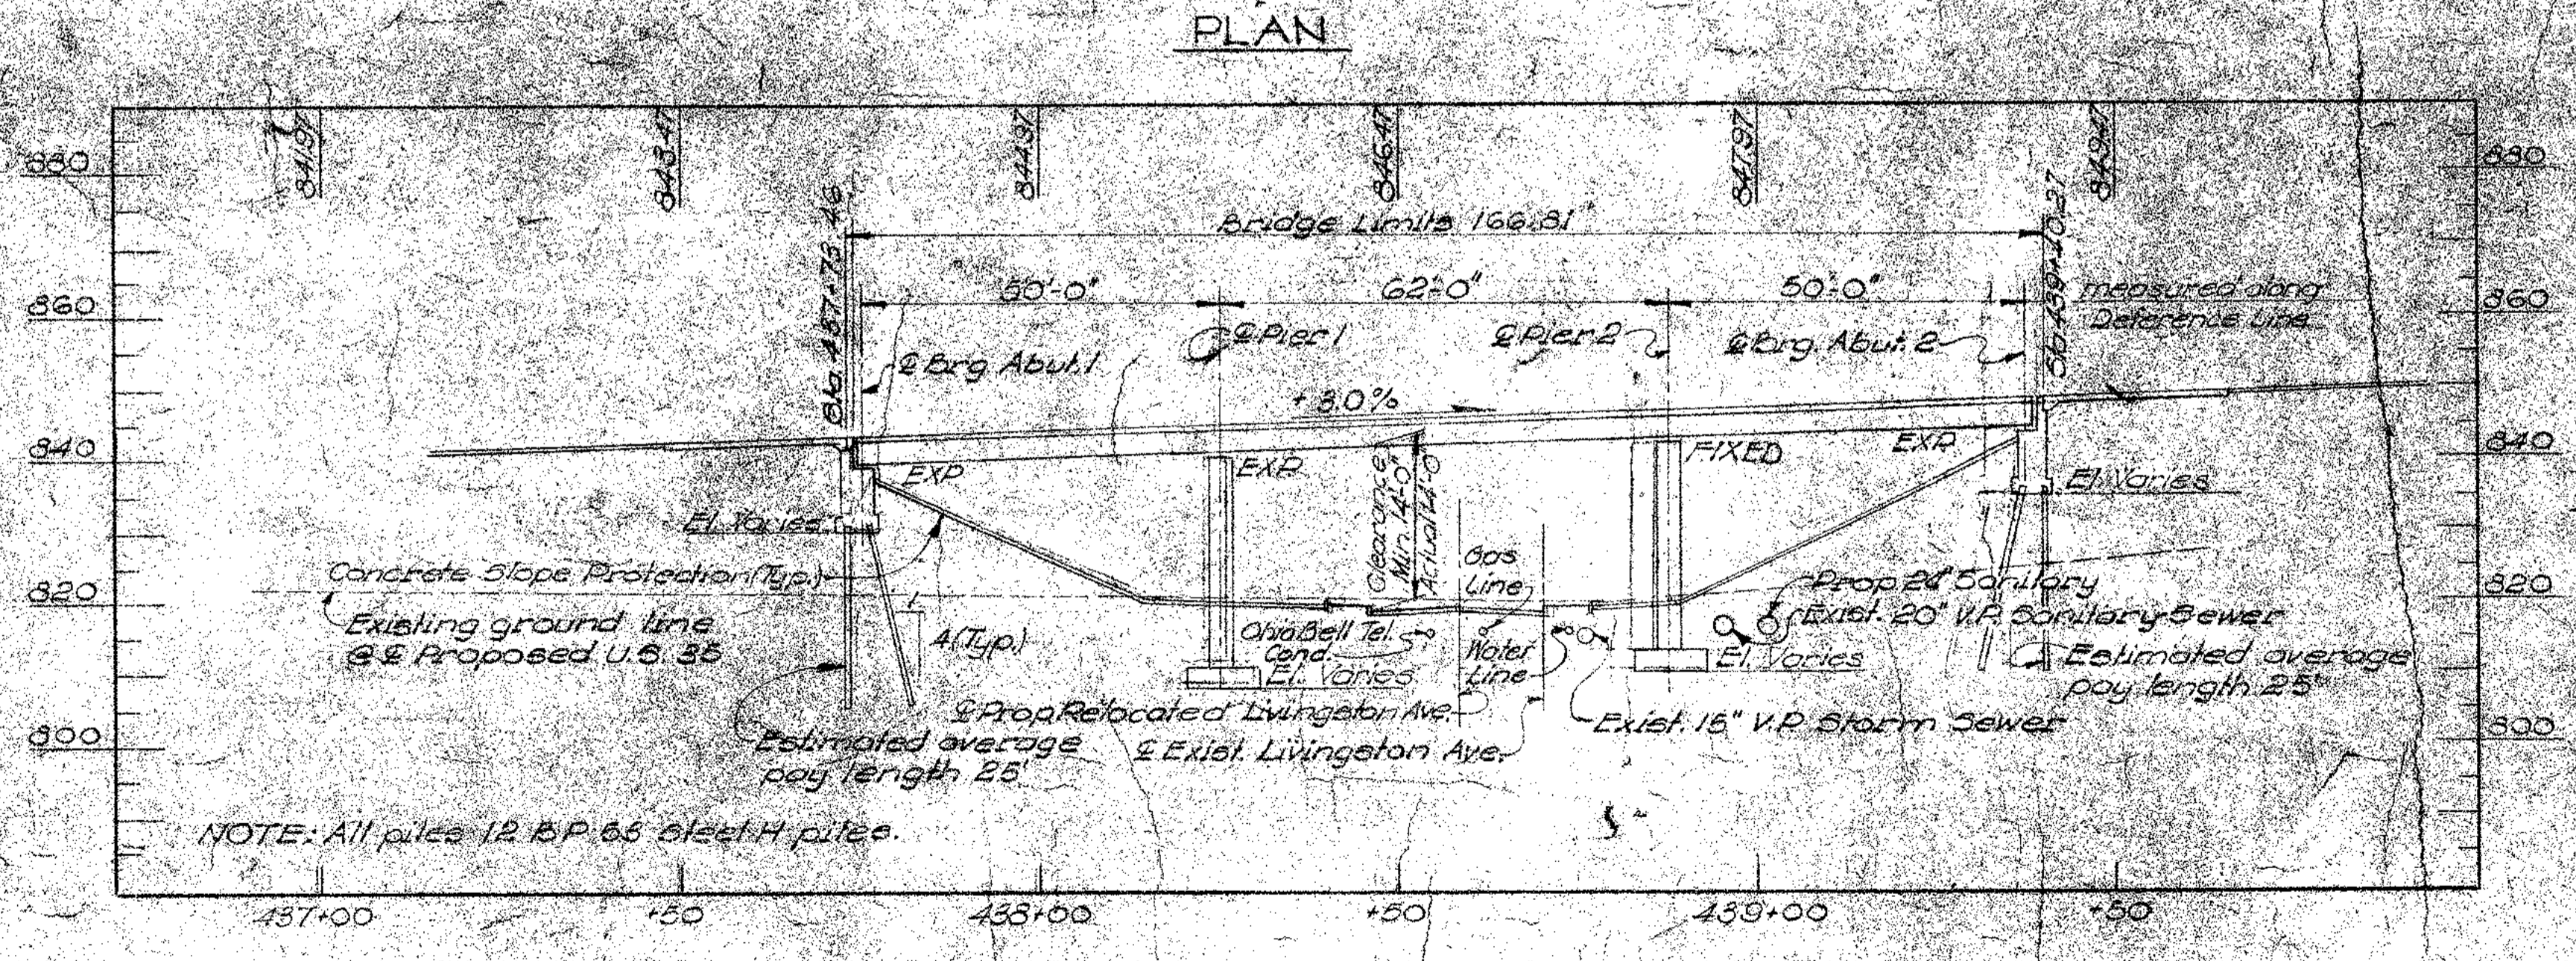 PLAN
841.97
843.47
844.97
846.47
847.97
849.47
880
880
Bridge Limits 166.81'
Sta. 437+73.46
Sta. 439+40.27
50'-0"
62'-0"
50'-0"
measured along
Reference Line
860
860
℄ Brg. Abut. 1
℄ Pier 1
℄ Pier 2
℄ Brg. Abut. 2
+3.0%
840
840
EXP.
EXP.
FIXED
EXP.
Clearance
Min. 14'-0"
Actual 14'-0"
El. Varies
El. Varies
Gas
Line
Concrete Slope Protection (Typ.)
820
820
Existing ground line
@ ℄ Proposed U.S. 35
4 (Typ.)
1
Ohio Bell Tel.
Cond.
Water
Line
El. Varies
El. Varies
Prop. 24" Sanitary
Exist. 20" V.P. Sanitary Sewer
Estimated average
pay length 25'
℄ Prop. Relocated Livingston Ave.
Exist. 15" V.P. Storm Sewer
℄ Exist. Livingston Ave.
Estimated average
pay length 25'
800
800
NOTE: All piles 12 BP 53 steel H piles.
437+00
+50
438+00
+50
439+00
+50